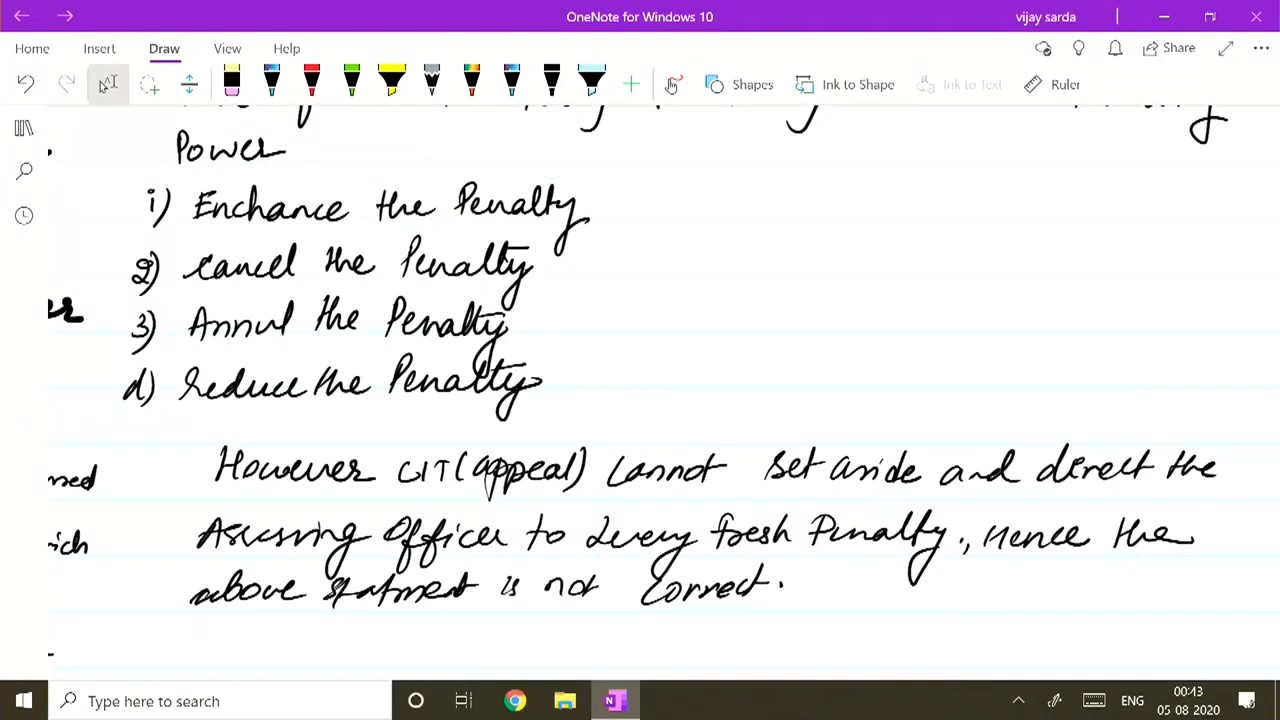 OneNote for Windows 10
vijay sarda
Home Insert Draw View Help
Share
Shapes
Ink to Shape
Ink to Text
Ruler
Power
i) Enchance the Penalty
2) cancel the Penalty
3) Annul the Penalty
d) reduce the Penalty
However CIT(appeal) cannot set aside and direct the
Assessing Officer to levery fresh Penalty., Hence the
above statment is not correct.
Type here to search
ENG
00:43
05-08-2020